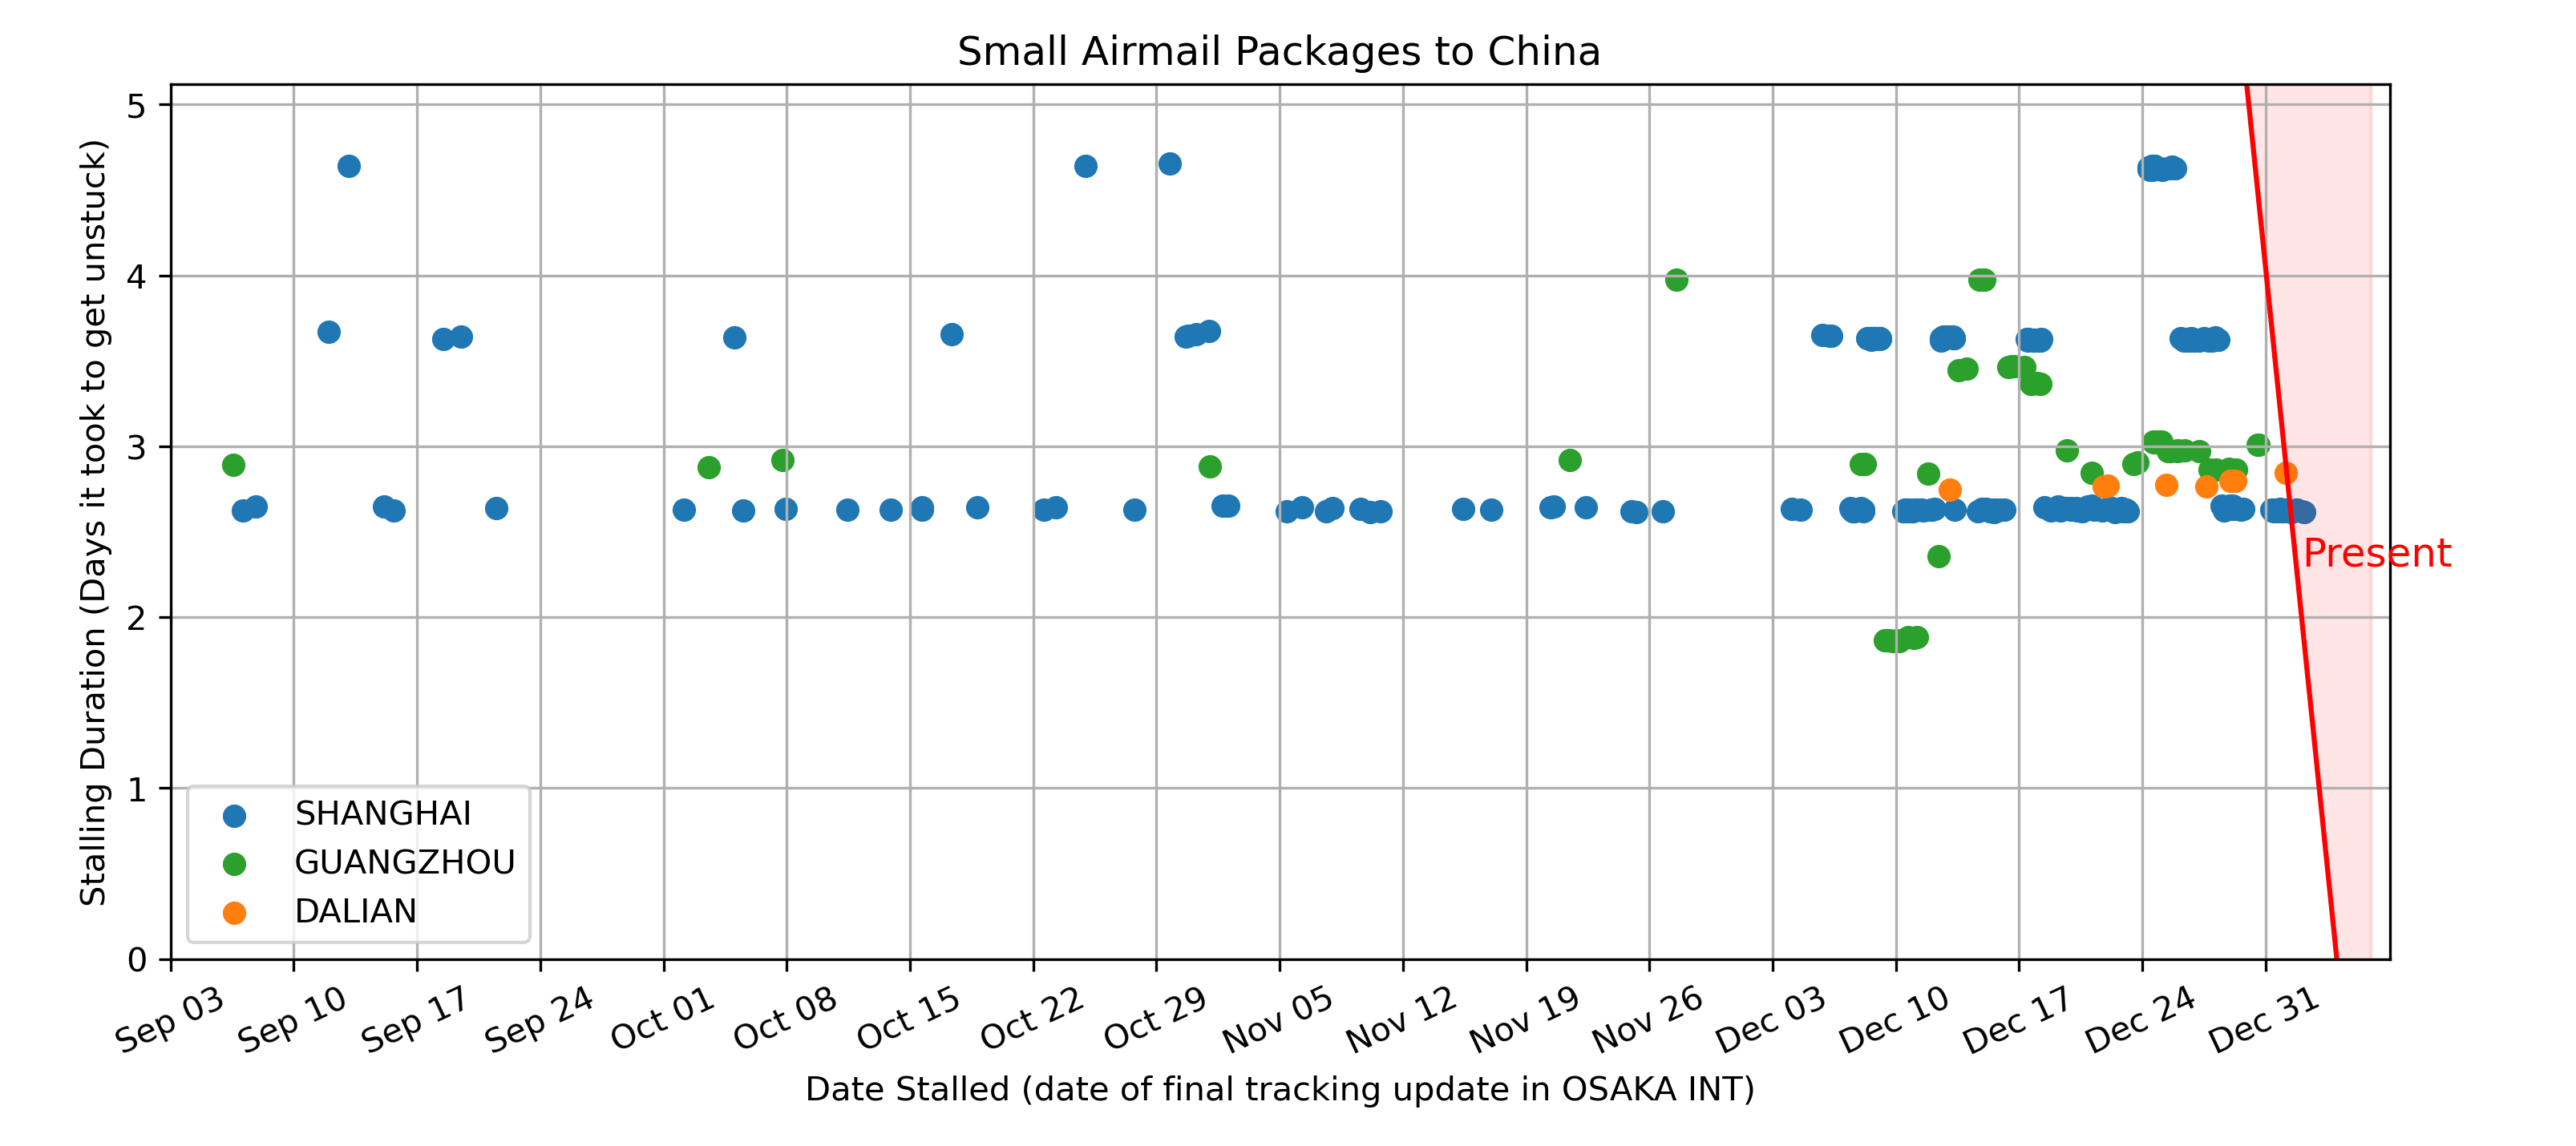 Small Airmail Packages to China
Stalling Duration (Days it took to get unstuck)
5
4
3
2
1
0
Present
SHANGHAI
GUANGZHOU
DALIAN
Sep 03
Sep 10
Sep 17
Sep 24
Oct 01
Oct 08
Oct 15
Oct 22
Oct 29
Nov 05
Nov 12
Nov 19
Nov 26
Dec 03
Dec 10
Dec 17
Dec 24
Dec 31
Date Stalled (date of final tracking update in OSAKA INT)